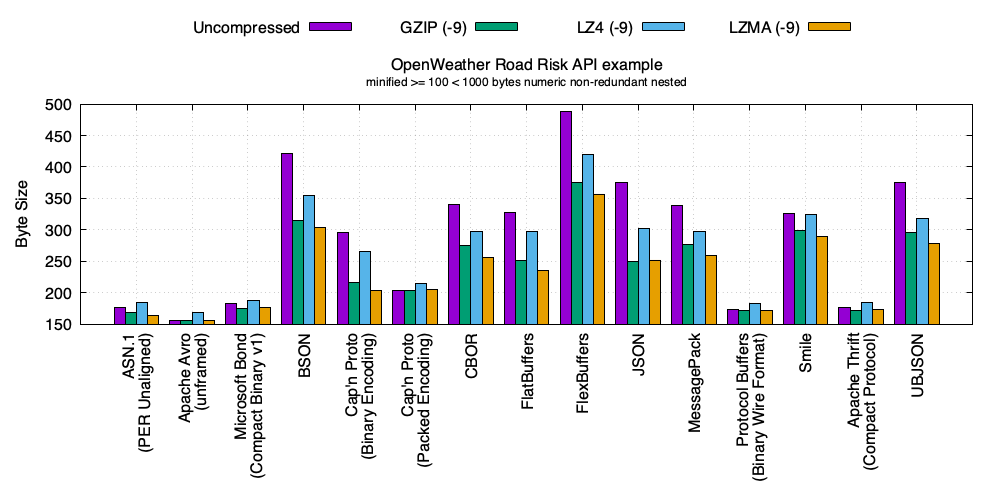 Uncompressed GZIP (-9) LZ4 (-9) LZMA (-9)
OpenWeather Road Risk API example
minified >= 100 < 1000 bytes numeric non-redundant nested
Byte Size
500
450
400
350
300
250
200
150
ASN.1
(PER Unaligned)
Apache Avro
(unframed)
Microsoft Bond
(Compact Binary v1)
BSON
Cap'n Proto
(Binary Encoding)
Cap'n Proto
(Packed Encoding)
CBOR
FlatBuffers
FlexBuffers
JSON
MessagePack
Protocol Buffers
(Binary Wire Format)
Smile
Apache Thrift
(Compact Protocol)
UBJSON